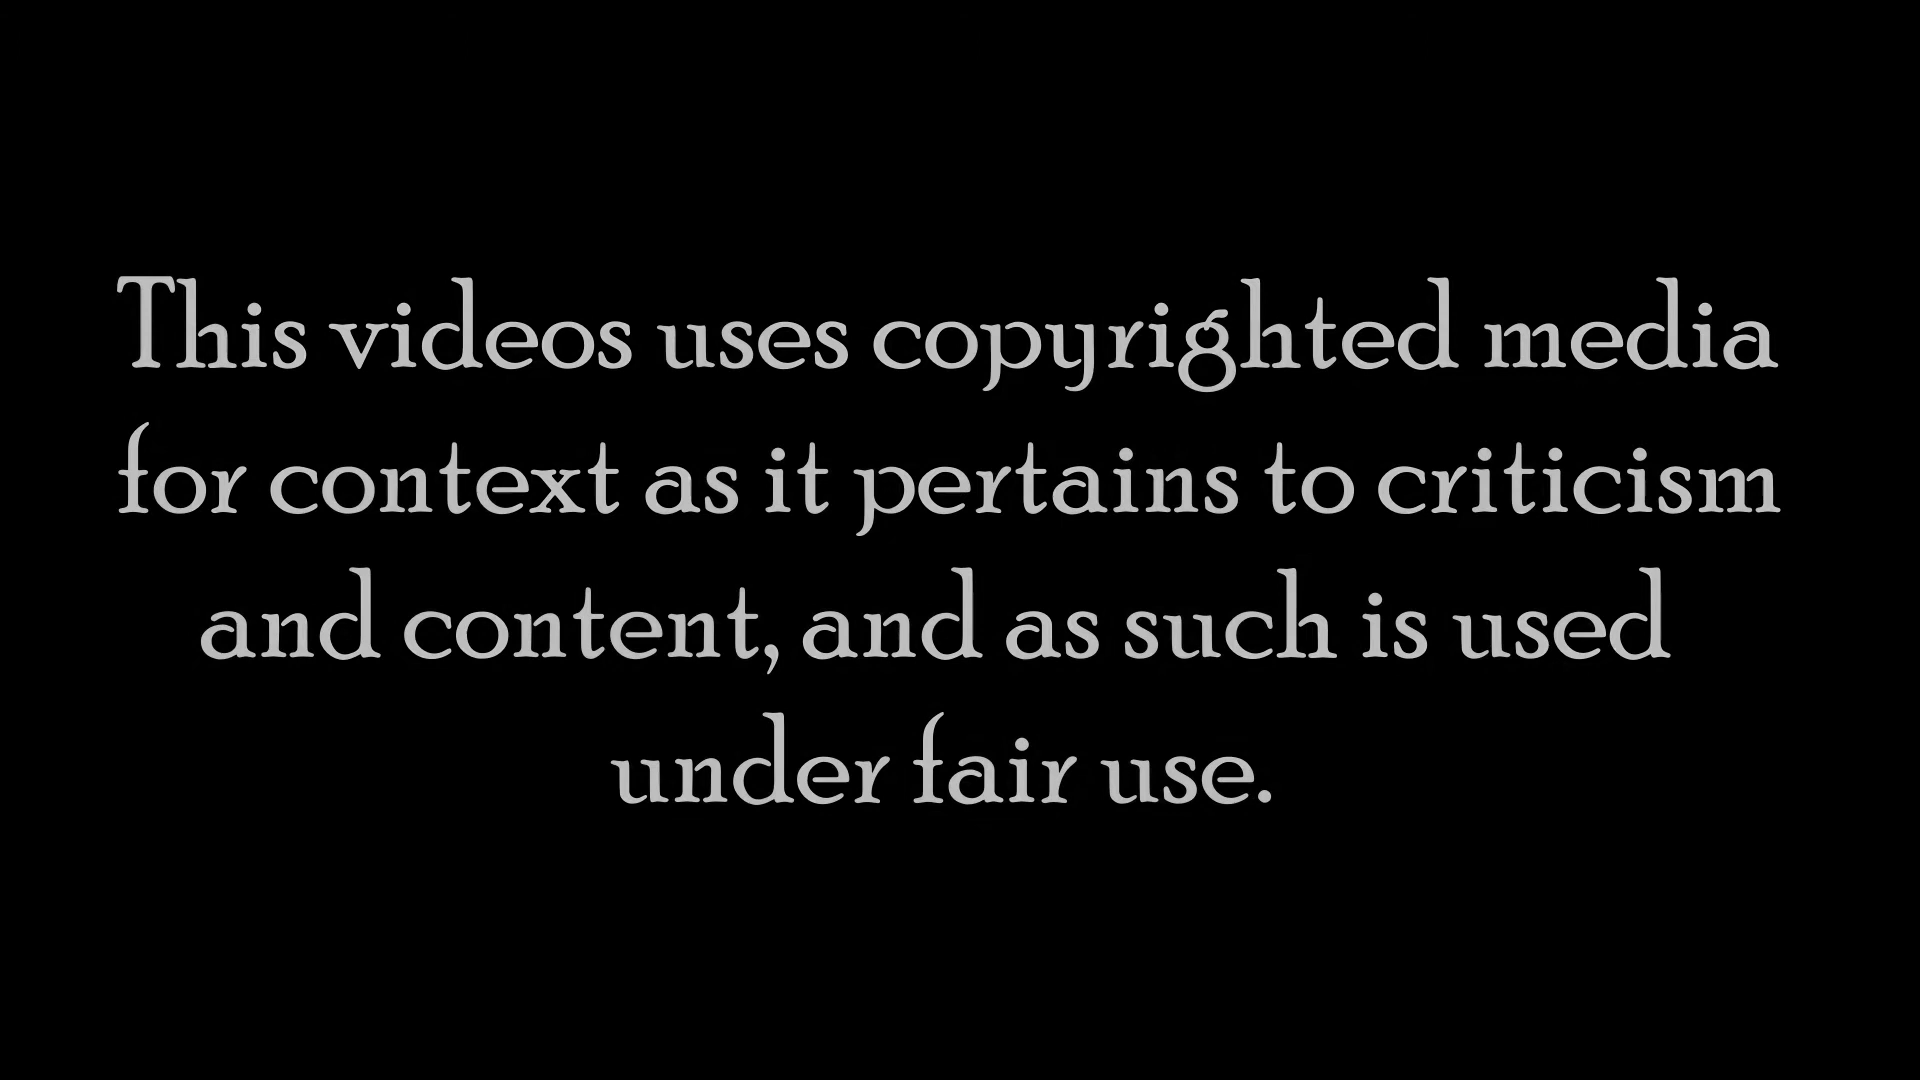 This videos uses copyrighted media
for context as it pertains to criticism
and content, and as such is used
under fair use.